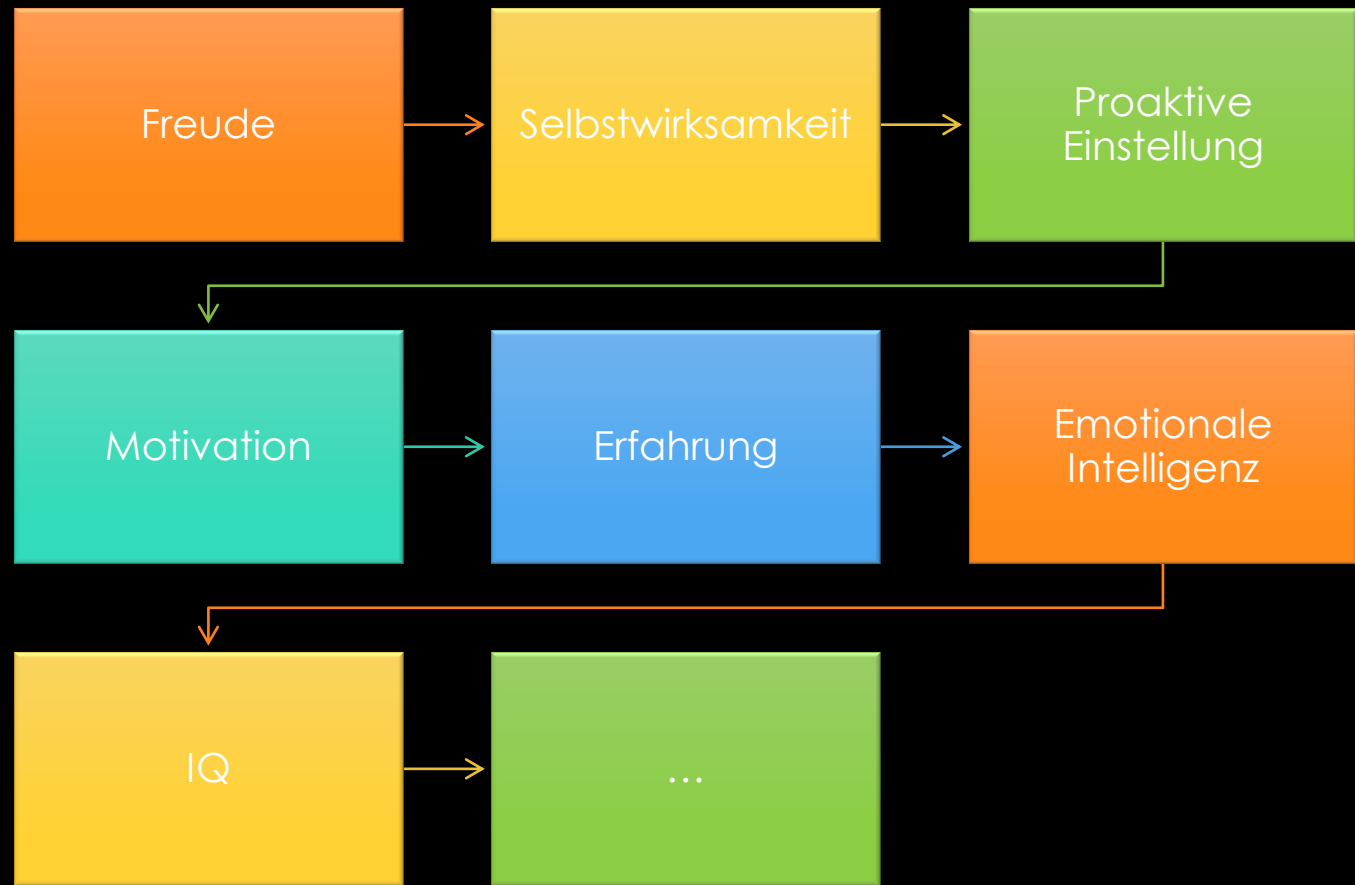 Freude
Selbstwirksamkeit
Proaktive
Einstellung
Motivation
Erfahrung
Emotionale
Intelligenz
IQ
…